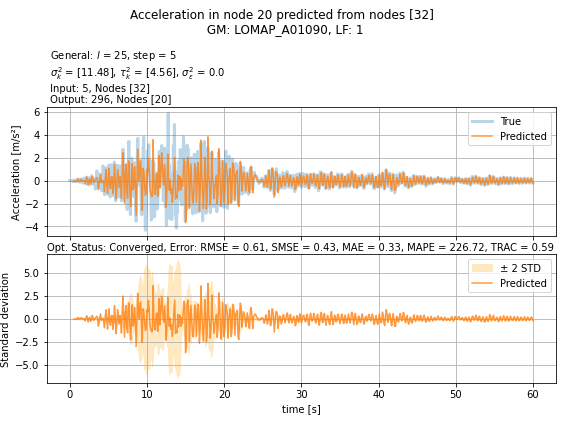 Acceleration in node 20 predicted from nodes [32]
GM: LOMAP_A01090, LF: 1
General: l = 25, step = 5
σ²ₖ = [11.48], τ²ₖ = [4.56], σ²ε = 0.0
Input: 5, Nodes [32]
Output: 296, Nodes [20]
Acceleration [m/s²]
6
4
2
0
−2
−4
True
Predicted
Opt. Status: Converged, Error: RMSE = 0.61, SMSE = 0.43, MAE = 0.33, MAPE = 226.72, TRAC = 0.59
Standard deviation
5.0
2.5
0.0
−2.5
−5.0
± 2 STD
Predicted
0 10 20 30 40 50 60
time [s]